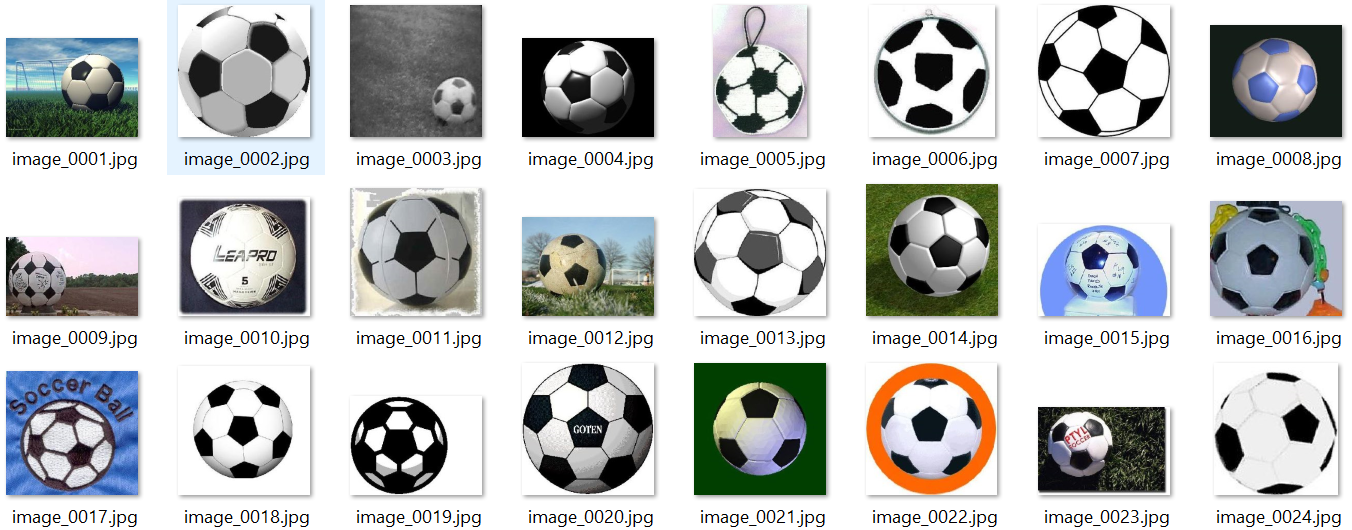 image_0001.jpg
image_0002.jpg
image_0003.jpg
image_0004.jpg
image_0005.jpg
image_0006.jpg
image_0007.jpg
image_0008.jpg
LEAPRO
5
image_0009.jpg
image_0010.jpg
image_0011.jpg
image_0012.jpg
image_0013.jpg
image_0014.jpg
image_0015.jpg
image_0016.jpg
Soccer Ball
GOTEN
PTYL
SOCCER
image_0017.jpg
image_0018.jpg
image_0019.jpg
image_0020.jpg
image_0021.jpg
image_0022.jpg
image_0023.jpg
image_0024.jpg